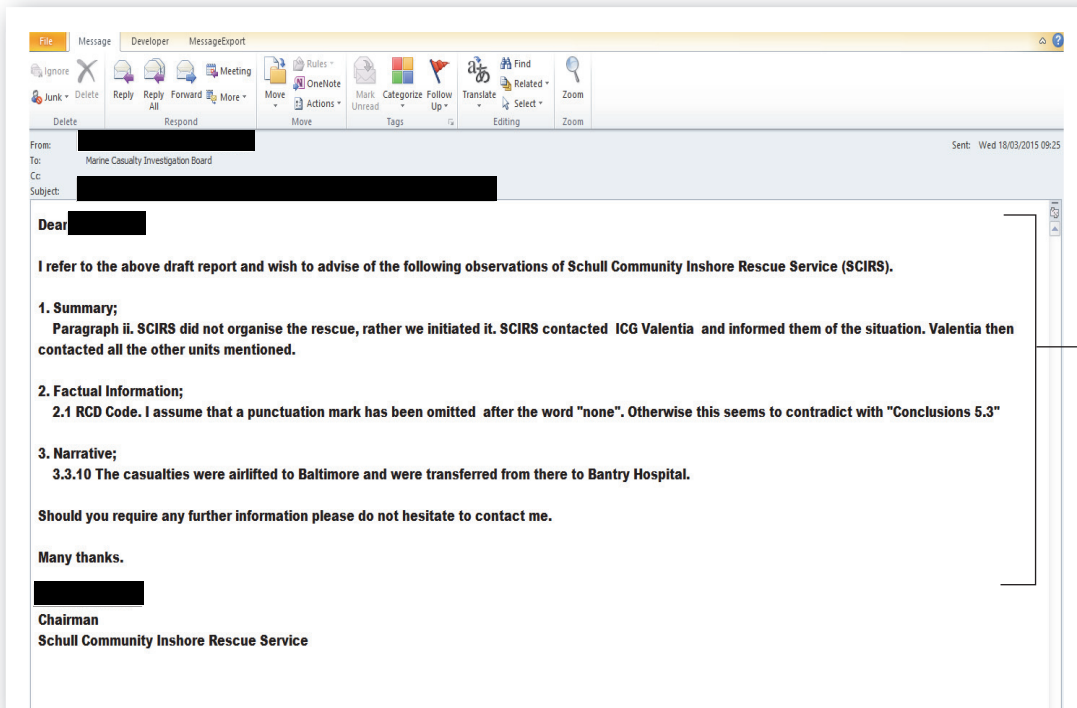 File Message Developer MessageExport
Ignore
Junk
Delete
Reply
Reply All
Forward
Meeting
More
Move
Rules
OneNote
Actions
Mark Unread
Categorize
Follow Up
Translate
Find
Related
Select
Zoom
Delete Respond Move Tags Editing Zoom
From: Sent: Wed 18/03/2015 09:25
To: Marine Casualty Investigation Board
Cc:
Subject:
Dear
I refer to the above draft report and wish to advise of the following observations of Schull Community Inshore Rescue Service (SCIRS).
1. Summary;
Paragraph ii. SCIRS did not organise the rescue, rather we initiated it. SCIRS contacted ICG Valentia and informed them of the situation. Valentia then
contacted all the other units mentioned.
2. Factual Information;
2.1 RCD Code. I assume that a punctuation mark has been omitted after the word "none". Otherwise this seems to contradict with "Conclusions 5.3"
3. Narrative;
3.3.10 The casualties were airlifted to Baltimore and were transferred from there to Bantry Hospital.
Should you require any further information please do not hesitate to contact me.
Many thanks.
Chairman
Schull Community Inshore Rescue Service